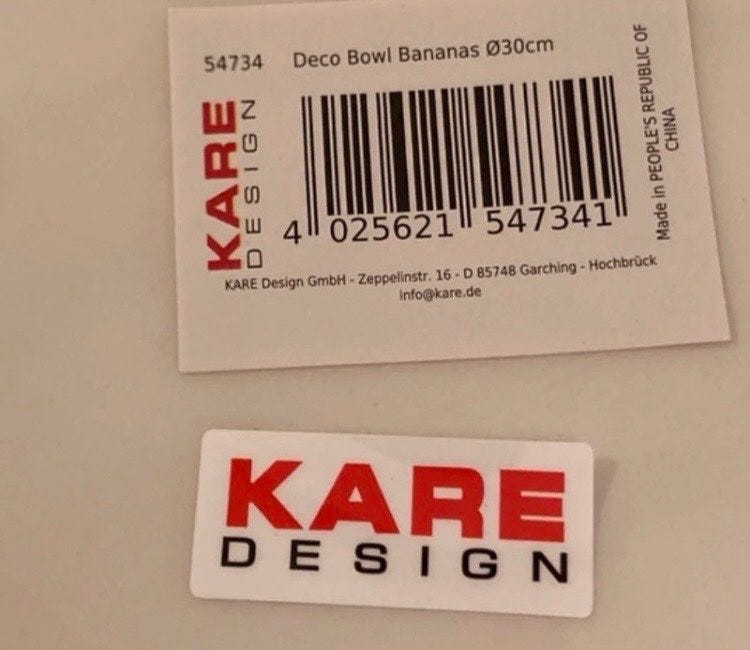 54734 Deco Bowl Bananas Ø30cm
KARE
DESIGN
4 025621 547341
Made in PEOPLE'S REPUBLIC OF
CHINA
KARE Design GmbH - Zeppelinstr. 16 - D 85748 Garching - Hochbrück
info@kare.de
KARE
DESIGN